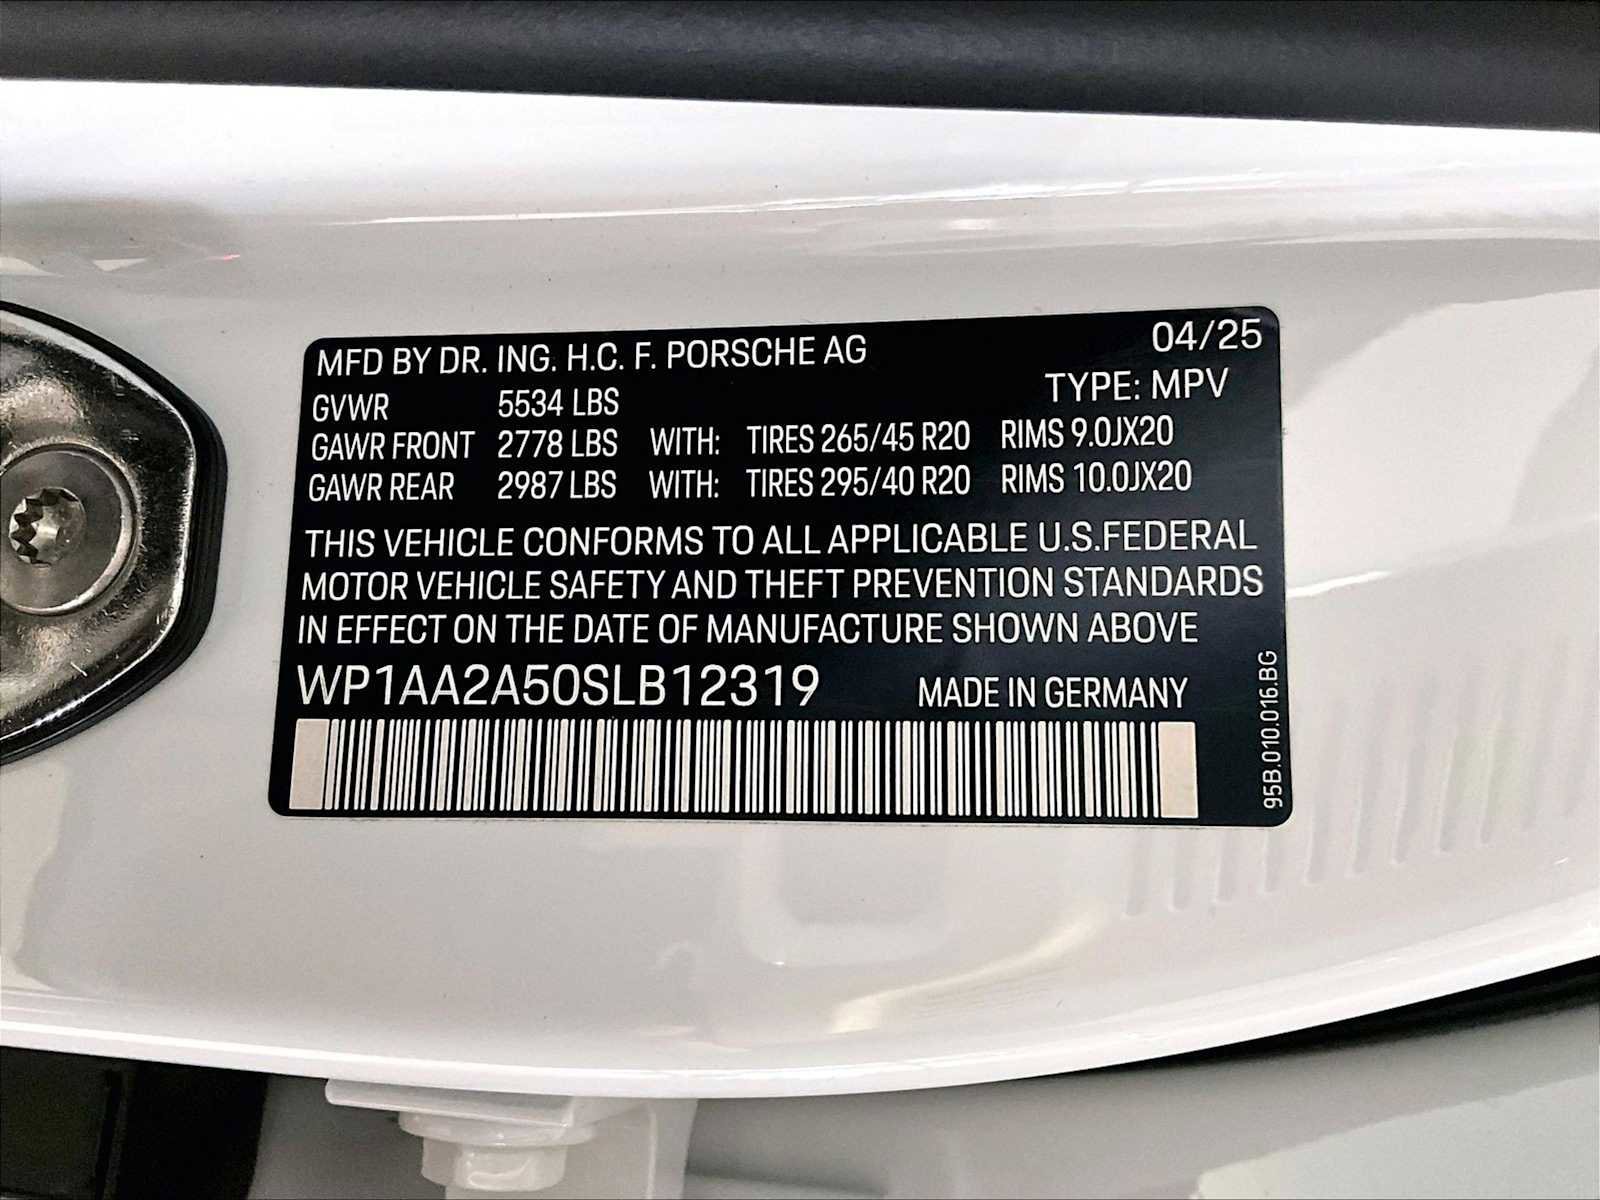 MFD BY DR. ING. H.C. F. PORSCHE AG 04/25
TYPE: MPV
GVWR 5534 LBS
GAWR FRONT 2778 LBS WITH: TIRES 265/45 R20 RIMS 9.0JX20
GAWR REAR 2987 LBS WITH: TIRES 295/40 R20 RIMS 10.0JX20
THIS VEHICLE CONFORMS TO ALL APPLICABLE U.S.FEDERAL
MOTOR VEHICLE SAFETY AND THEFT PREVENTION STANDARDS
IN EFFECT ON THE DATE OF MANUFACTURE SHOWN ABOVE
WP1AA2A50SLB12319 MADE IN GERMANY
95B.010.016.BG